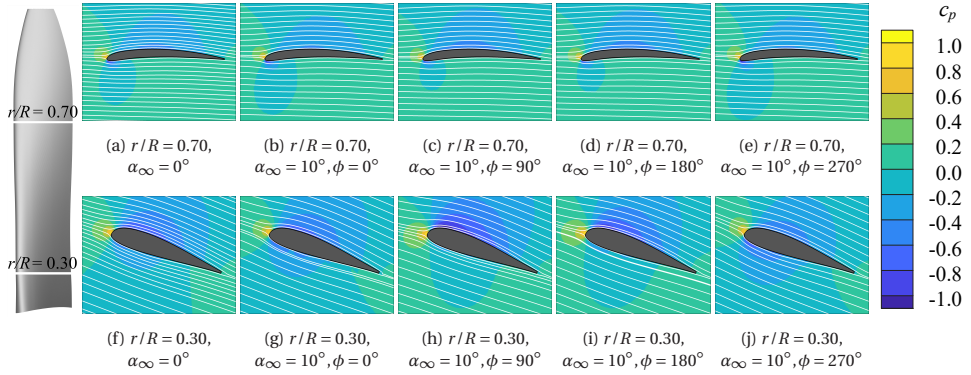 r/R = 0.70
r/R = 0.30
(a) r/R = 0.70,
α∞ = 0°
(b) r/R = 0.70,
α∞ = 10°, ϕ = 0°
(c) r/R = 0.70,
α∞ = 10°, ϕ = 90°
(d) r/R = 0.70,
α∞ = 10°, ϕ = 180°
(e) r/R = 0.70,
α∞ = 10°, ϕ = 270°
(f) r/R = 0.30,
α∞ = 0°
(g) r/R = 0.30,
α∞ = 10°, ϕ = 0°
(h) r/R = 0.30,
α∞ = 10°, ϕ = 90°
(i) r/R = 0.30,
α∞ = 10°, ϕ = 180°
(j) r/R = 0.30,
α∞ = 10°, ϕ = 270°
cₚ
1.0
0.8
0.6
0.4
0.2
0.0
-0.2
-0.4
-0.6
-0.8
-1.0